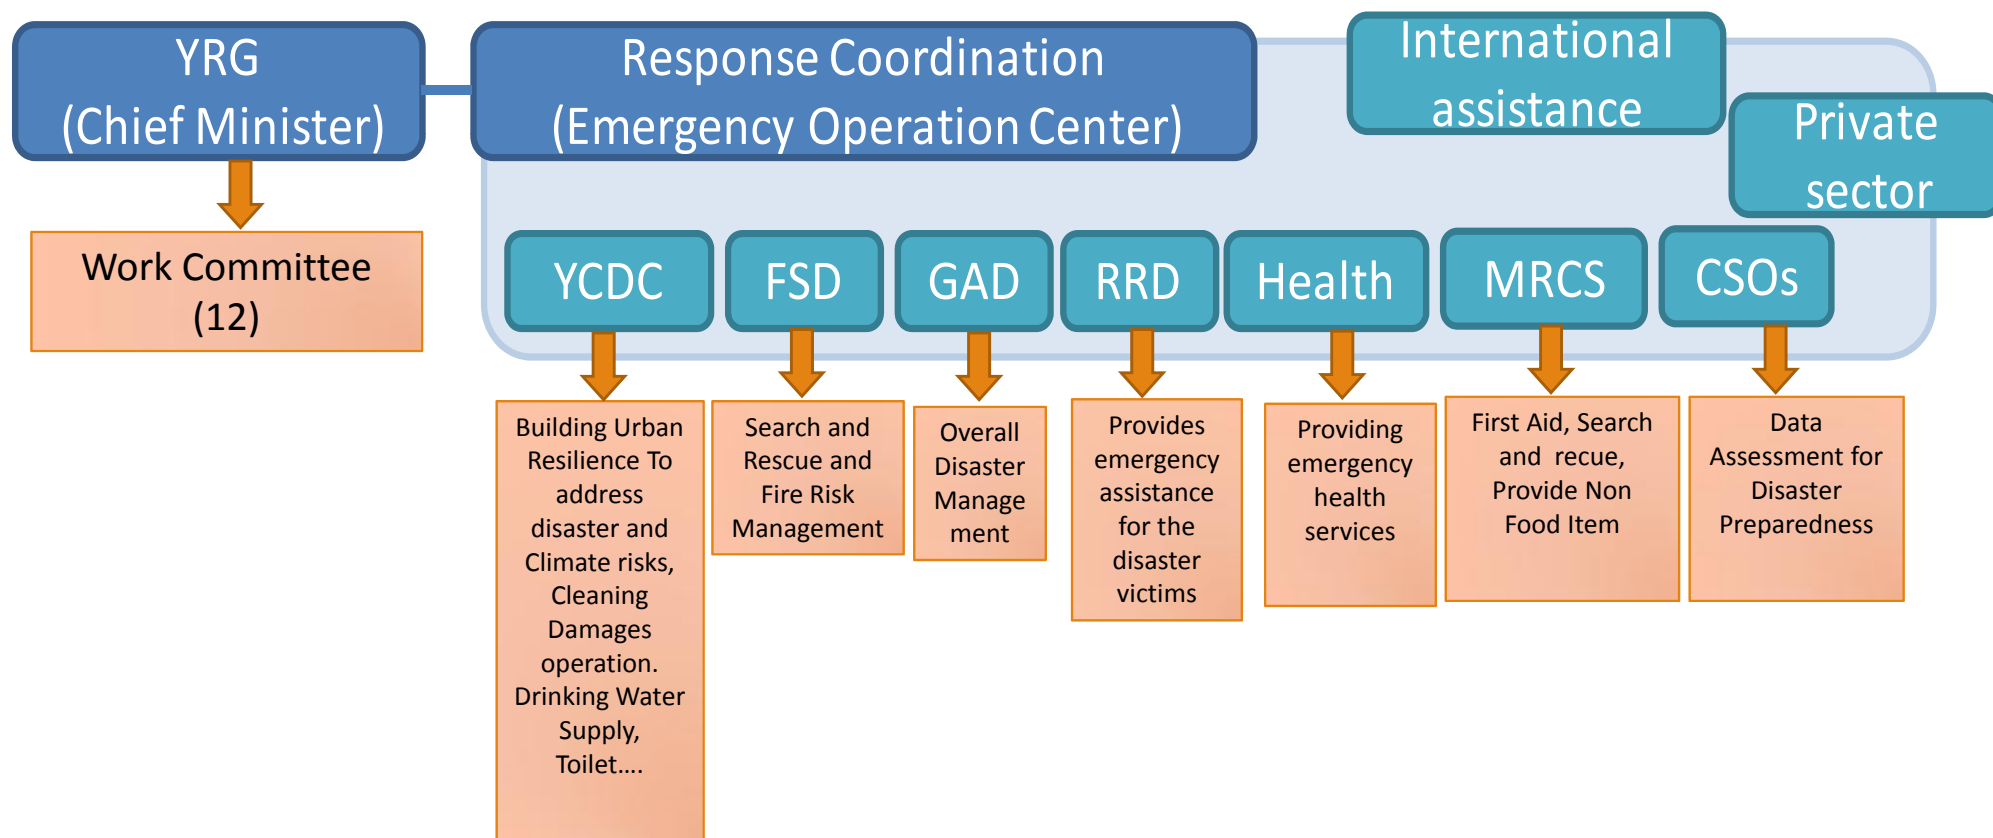 YRG
(Chief Minister)
Response Coordination
(Emergency Operation Center)
International
assistance
Private
sector
Work Committee
(12)
YCDC
FSD
GAD
RRD
Health
MRCS
CSOs
Building Urban
Resilience To
address
disaster and
Climate risks,
Cleaning
Damages
operation.
Drinking Water
Supply,
Toilet....
Search and
Rescue and
Fire Risk
Management
Overall
Disaster
Manage
ment
Provides
emergency
assistance
for the
disaster
victims
Providing
emergency
health
services
First Aid, Search
and recue,
Provide Non
Food Item
Data
Assessment for
Disaster
Preparedness